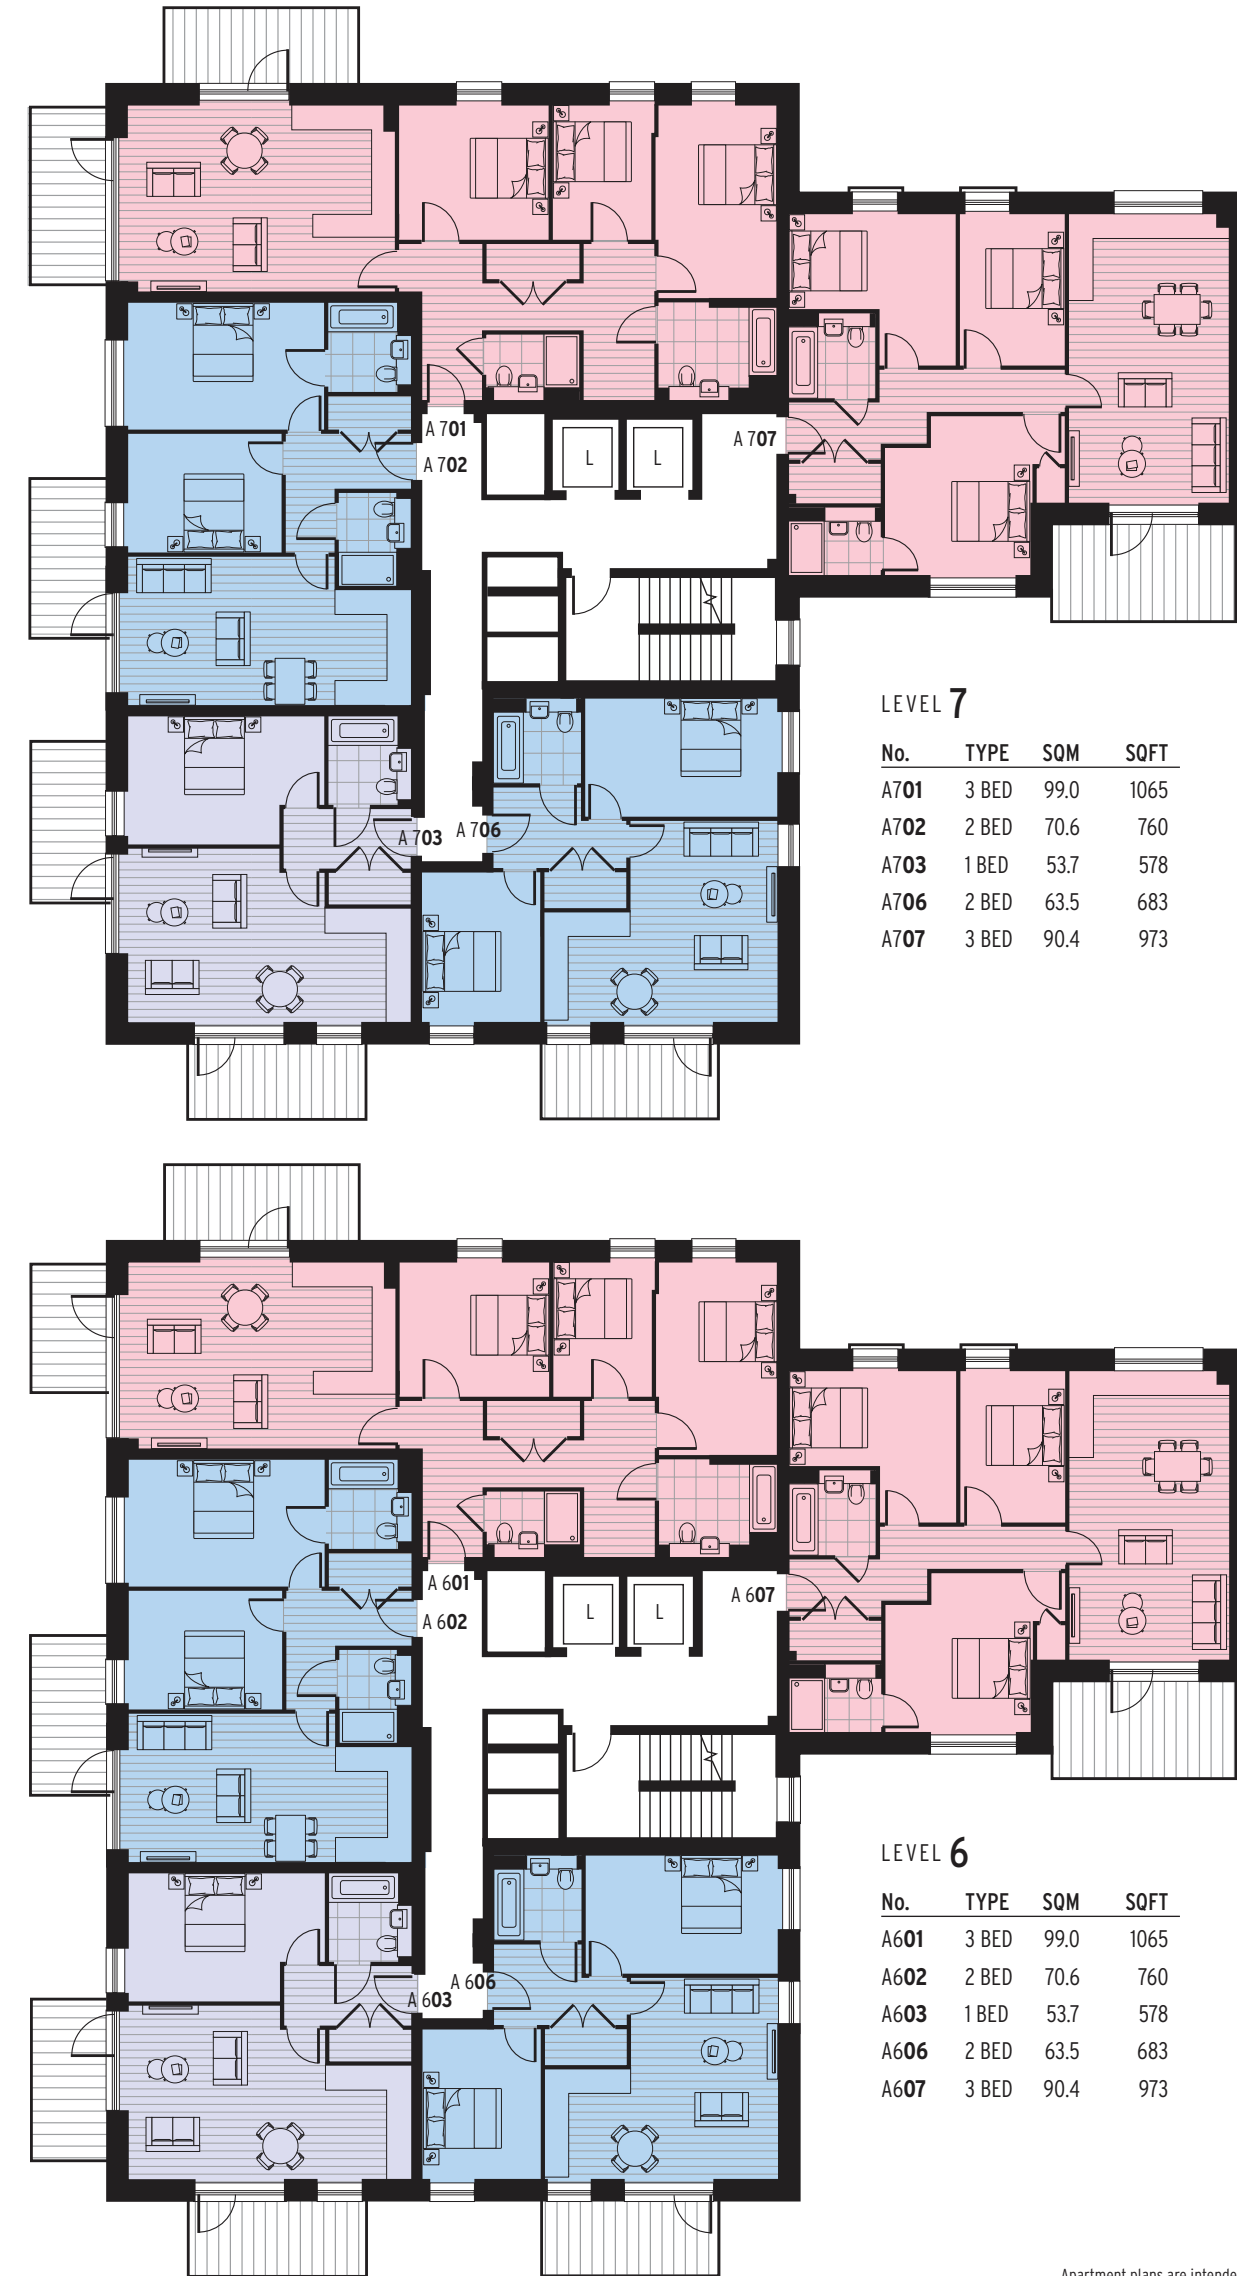 A 701
A 702
L
L
A 707
A 703
A 706
LEVEL 7
No. TYPE SQM SQFT
A701 3 BED 99.0 1065
A702 2 BED 70.6 760
A703 1 BED 53.7 578
A706 2 BED 63.5 683
A707 3 BED 90.4 973
A 601
A 602
L
L
A 607
A 606
A 603
LEVEL 6
No. TYPE SQM SQFT
A601 3 BED 99.0 1065
A602 2 BED 70.6 760
A603 1 BED 53.7 578
A606 2 BED 63.5 683
A607 3 BED 90.4 973
Apartment plans are intende